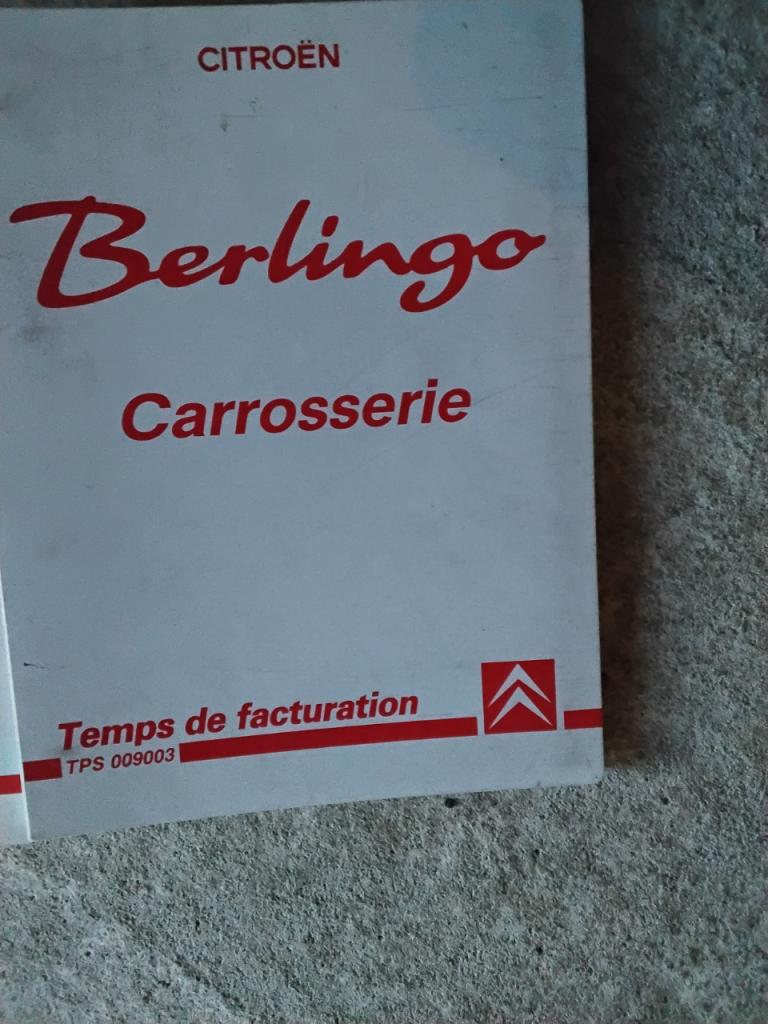 CITROËN
Berlingo
Carrosserie
Temps de facturation
TPS 009003